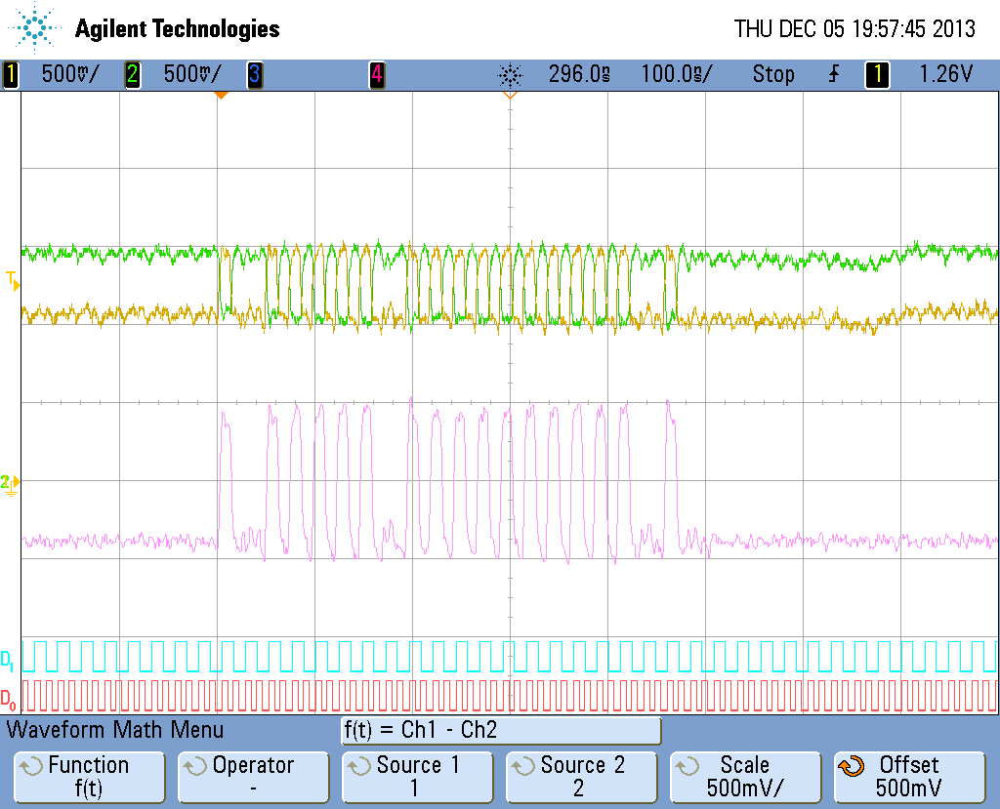 Agilent Technologies THU DEC 05 19:57:45 2013
1 500mV/ 2 500mV/ 3 4 296.0s 100.0s/ Stop 1 1.26V
T
2
D1
D0
Waveform Math Menu f(t) = Ch1 - Ch2
Function Operator Source 1 Source 2 Scale Offset
f(t) - 1 2 500mV/ 500mV